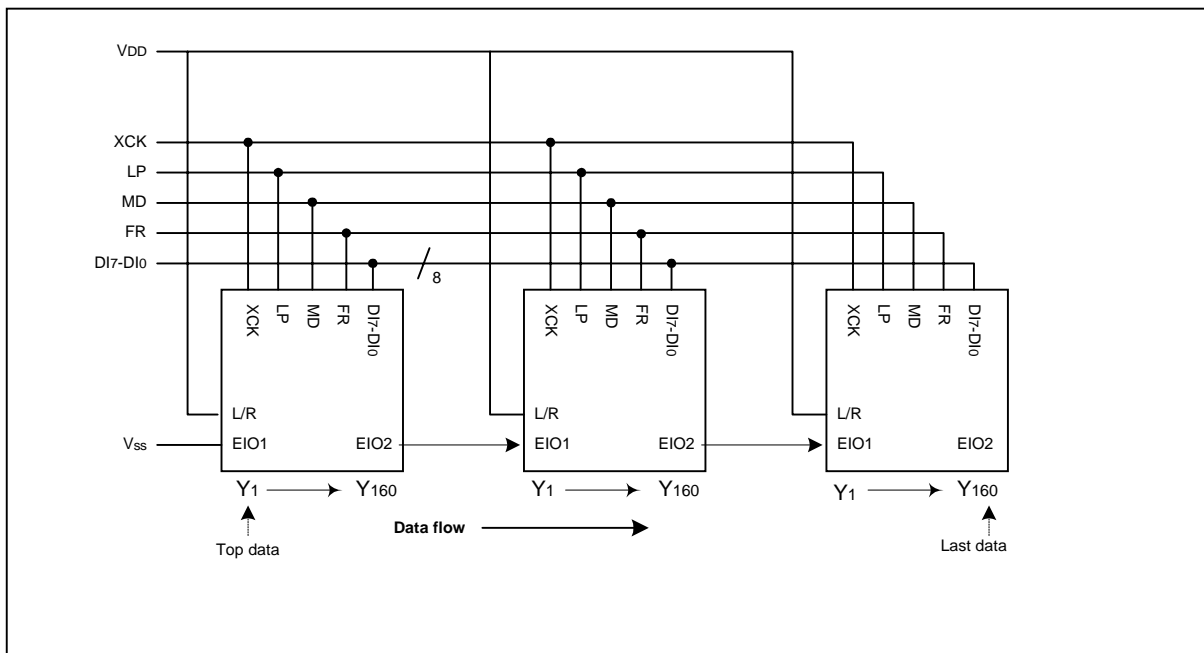 VDD
XCK
LP
MD
FR
DI7-DI0
8
XCK LP MD FR DI7-DI0
XCK LP MD FR DI7-DI0
XCK LP MD FR DI7-DI0
L/R
L/R
L/R
Vss
EIO1 EIO2
EIO1 EIO2
EIO1 EIO2
Y1 Y160
Y1 Y160
Y1 Y160
Top data
Data flow
Last data